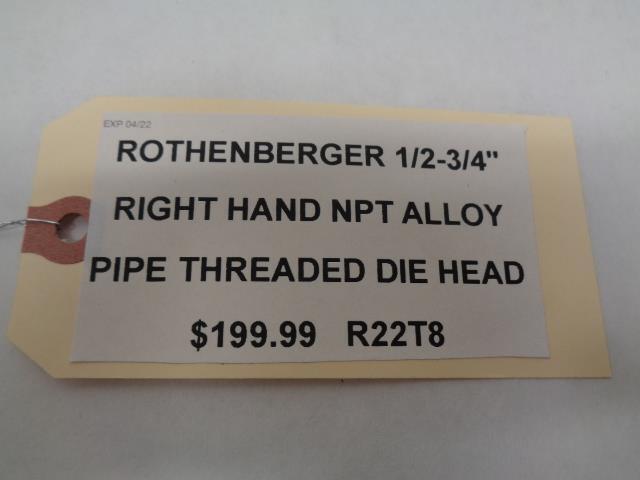 EXP 04/22
ROTHENBERGER 1/2-3/4"
RIGHT HAND NPT ALLOY
PIPE THREADED DIE HEAD
$199.99 R22T8